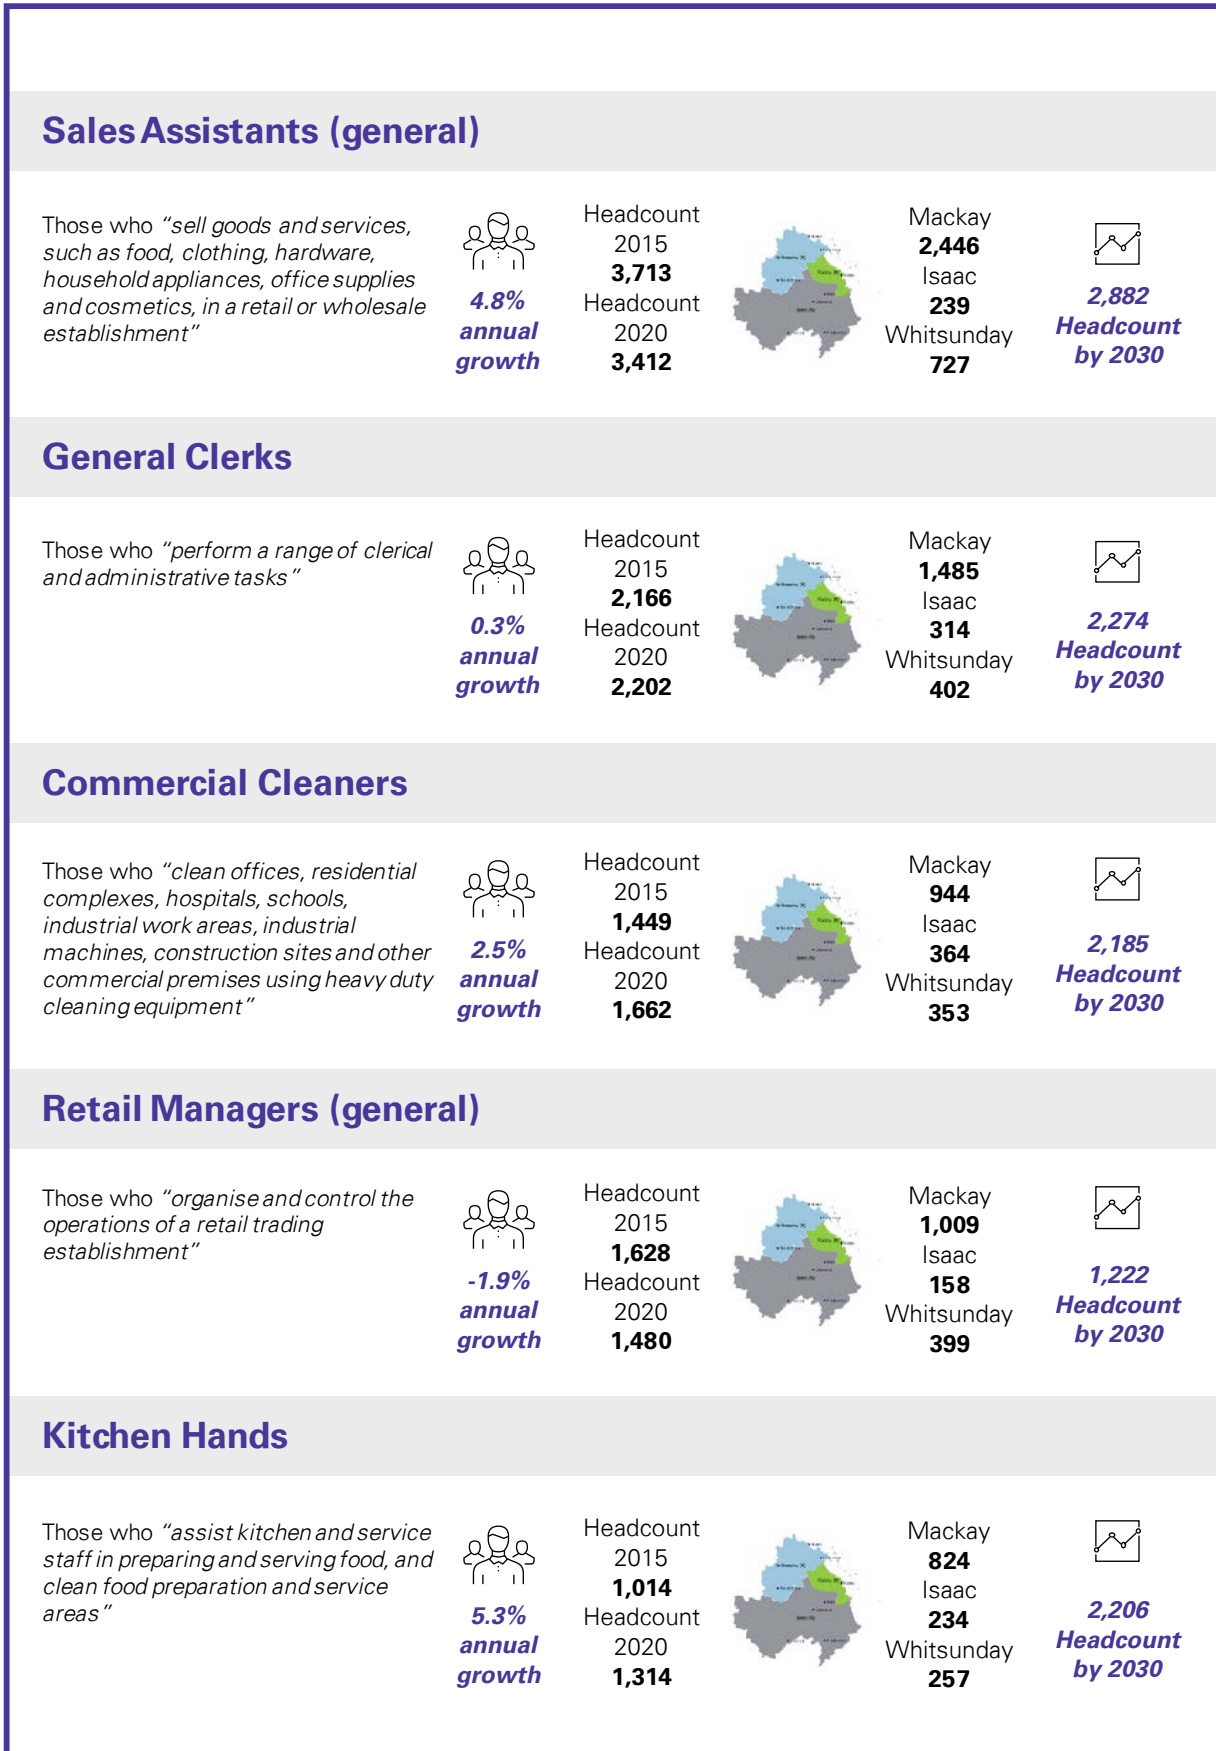 Sales Assistants (general)
Those who “sell goods and services,
such as food, clothing, hardware,
household appliances, office supplies
and cosmetics, in a retail or wholesale
establishment”
4.8%
annual
growth
Headcount
2015
3,713
Headcount
2020
3,412
Mackay
2,446
Isaac
239
Whitsunday
727
2,882
Headcount
by 2030
General Clerks
Those who “perform a range of clerical
and administrative tasks”
0.3%
annual
growth
Headcount
2015
2,166
Headcount
2020
2,202
Mackay
1,485
Isaac
314
Whitsunday
402
2,274
Headcount
by 2030
Commercial Cleaners
Those who “clean offices, residential
complexes, hospitals, schools,
industrial work areas, industrial
machines, construction sites and other
commercial premises using heavy duty
cleaning equipment”
2.5%
annual
growth
Headcount
2015
1,449
Headcount
2020
1,662
Mackay
944
Isaac
364
Whitsunday
353
2,185
Headcount
by 2030
Retail Managers (general)
Those who “organise and control the
operations of a retail trading
establishment”
-1.9%
annual
growth
Headcount
2015
1,628
Headcount
2020
1,480
Mackay
1,009
Isaac
158
Whitsunday
399
1,222
Headcount
by 2030
Kitchen Hands
Those who “assist kitchen and service
staff in preparing and serving food, and
clean food preparation and service
areas”
5.3%
annual
growth
Headcount
2015
1,014
Headcount
2020
1,314
Mackay
824
Isaac
234
Whitsunday
257
2,206
Headcount
by 2030